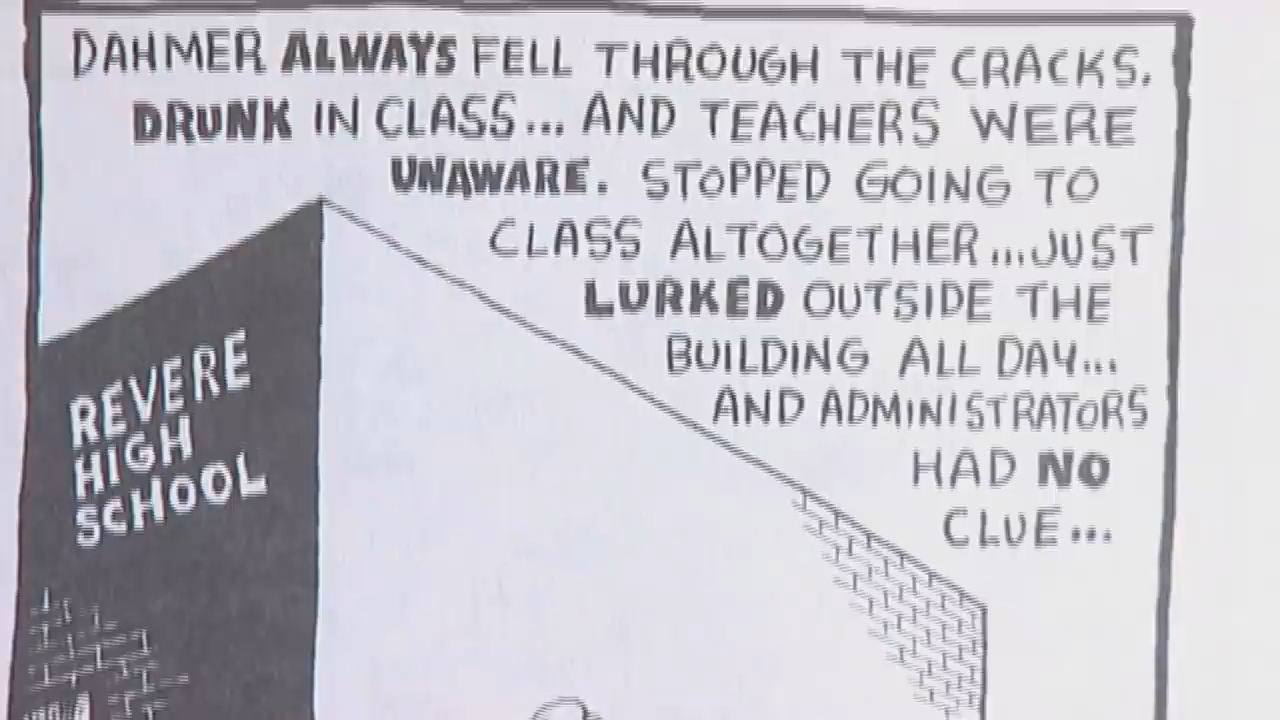 DAHMER ALWAYS FELL THROUGH THE CRACKS.
DRUNK IN CLASS... AND TEACHERS WERE
UNAWARE. STOPPED GOING TO
CLASS ALTOGETHER...JUST
LURKED OUTSIDE THE
BUILDING ALL DAY...
AND ADMINISTRATORS
HAD NO
CLUE...
REVERE
HIGH
SCHOOL